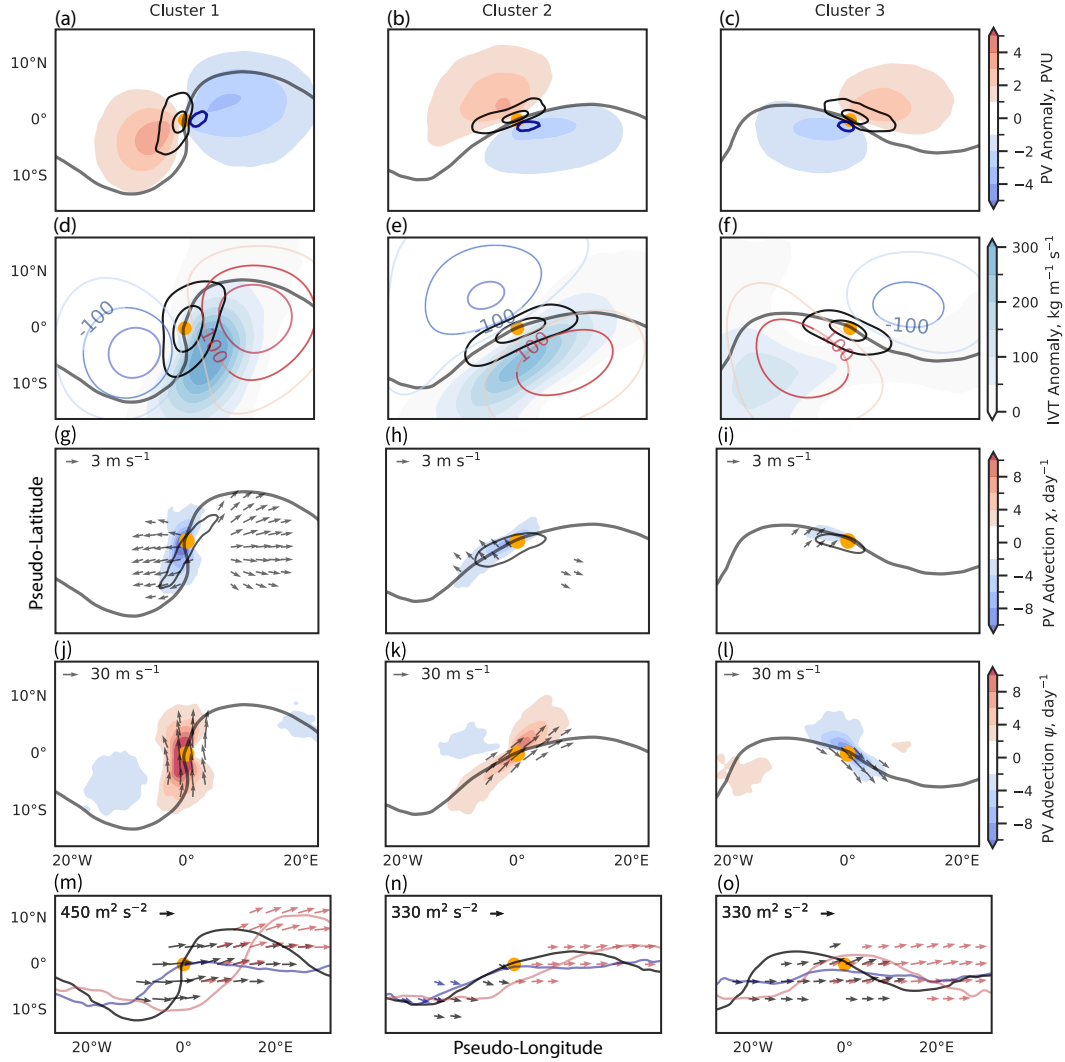 Cluster 1
Cluster 2
Cluster 3
(a)
(b)
(c)
10°N
0°
10°S
4
2
0
−2
−4
PV Anomaly, PVU
(d)
(e)
(f)
10°N
0°
10°S
-100
100
-100
100
-100
100
300
250
200
150
100
50
0
IVT Anomaly, kg m⁻¹ s⁻¹
(g)
(h)
(i)
3 m s⁻¹
3 m s⁻¹
3 m s⁻¹
Pseudo-Latitude
8
4
0
−4
−8
PV Advection χ, day⁻¹
(j)
(k)
(l)
30 m s⁻¹
30 m s⁻¹
30 m s⁻¹
10°N
0°
10°S
20°W
0°
20°E
20°W
0°
20°E
20°W
0°
20°E
8
4
0
−4
−8
PV Advection ψ, day⁻¹
(m)
(n)
(o)
450 m² s⁻²
330 m² s⁻²
330 m² s⁻²
10°N
0°
10°S
20°W
0°
20°E
20°W
0°
20°E
20°W
0°
20°E
Pseudo-Longitude